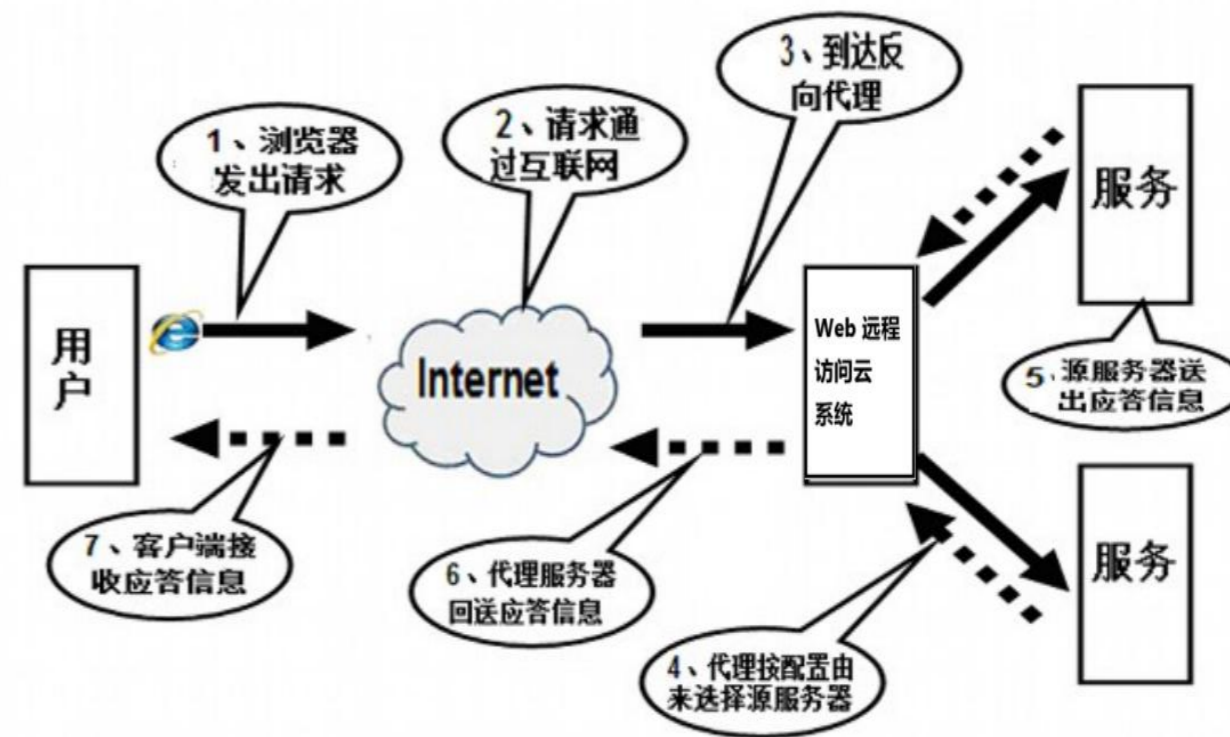 3、到达反
向代理
1、浏览器
发出请求
2、请求通
过互联网
服务
用
户
Internet
Web 远程
访问云
系统
5、源服务器送
出应答信息
7、客户端接
收应答信息
6、代理服务器
回送应答信息
服务
4、代理按配置由
来选择源服务器